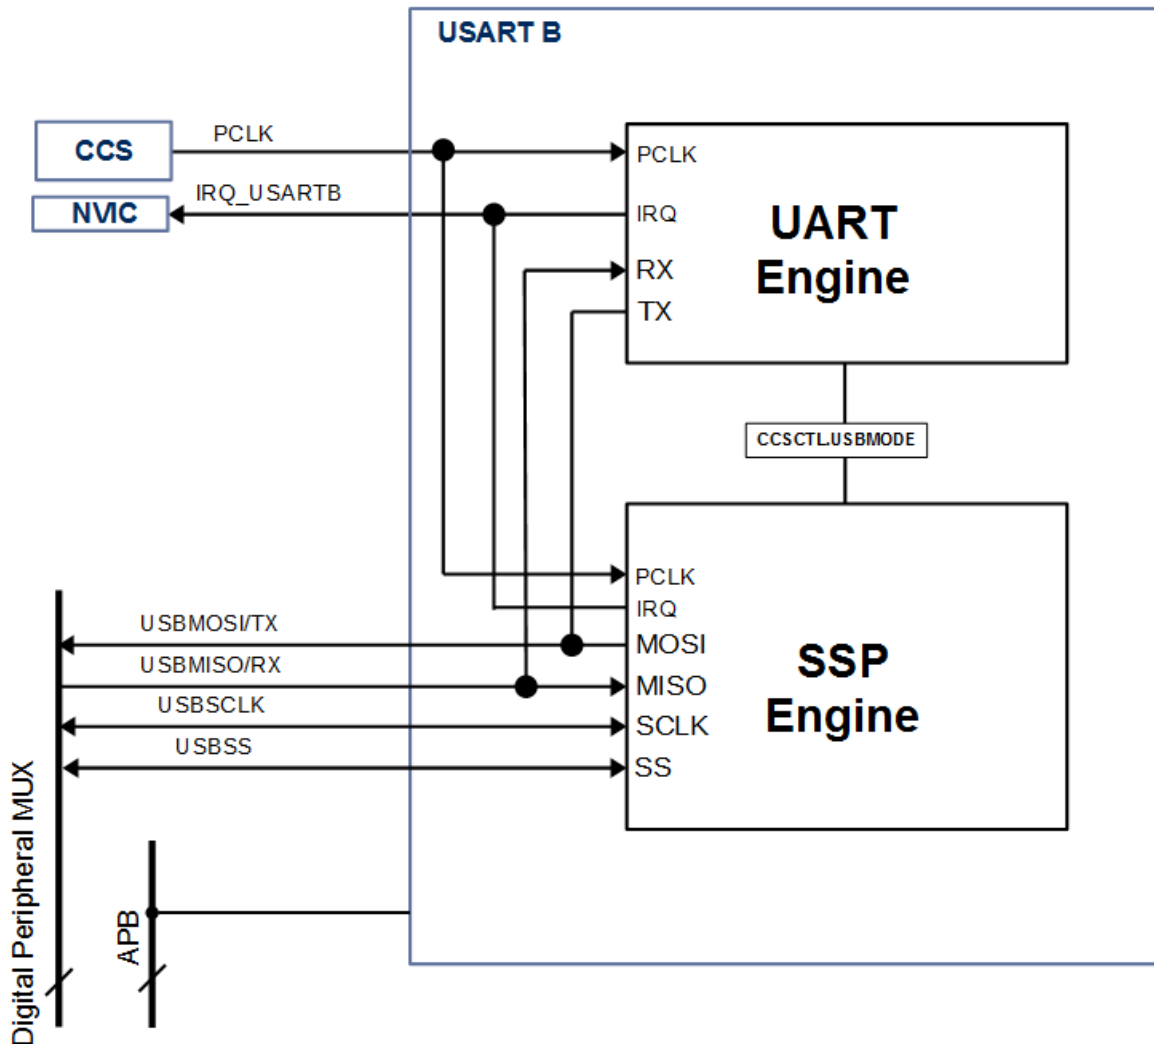 USART B
CCS
PCLK
PCLK
NVIC
IRQ_USARTB
IRQ
RX
TX
UART
Engine
CCSCTL.USBMODE
PCLK
IRQ
USBMOSI/TX
MOSI
USBMISO/RX
MISO
USBSCLK
SCLK
USBSS
SS
SSP
Engine
Digital Peripheral MUX
APB